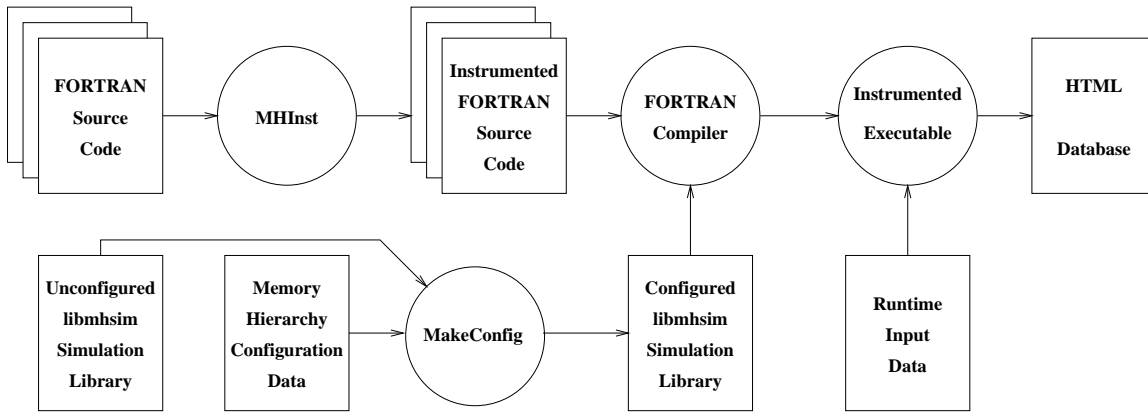 FORTRAN
Source
Code
MHInst
Instrumented
FORTRAN
Source
Code
FORTRAN
Compiler
Instrumented
Executable
HTML
Database
Unconfigured
libmhsim
Simulation
Library
Memory
Hierarchy
Configuration
Data
MakeConfig
Configured
libmhsim
Simulation
Library
Runtime
Input
Data